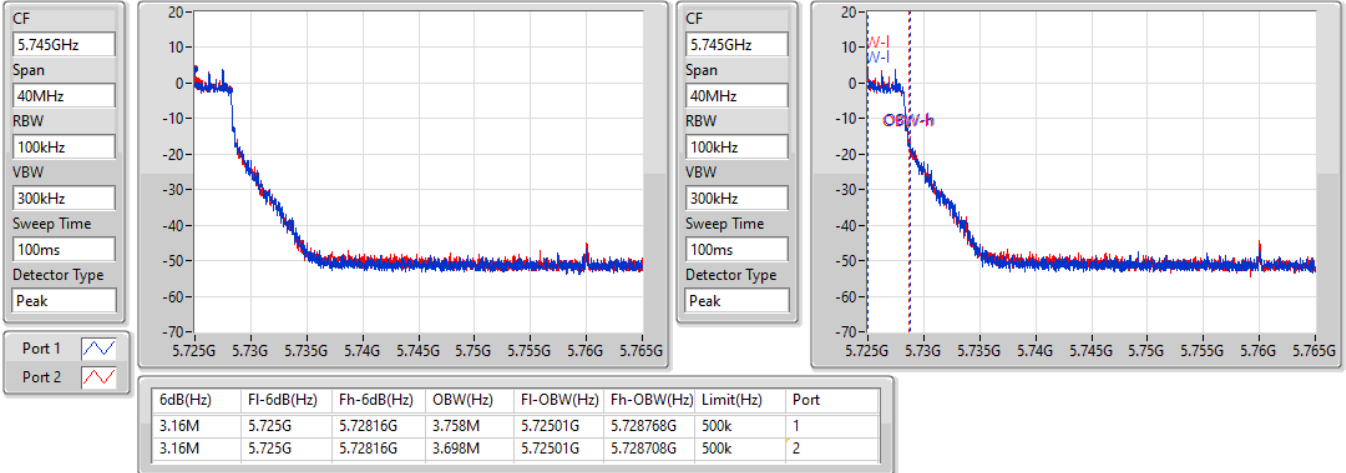 CF
5.745GHz
Span
40MHz
RBW
100kHz
VBW
300kHz
Sweep Time
100ms
Detector Type
Peak
Port 1
Port 2
20
10
0
-10
-20
-30
-40
-50
-60
-70
5.725G 5.73G 5.735G 5.74G 5.745G 5.75G 5.755G 5.76G 5.765G
CF
5.745GHz
Span
40MHz
RBW
100kHz
VBW
300kHz
Sweep Time
100ms
Detector Type
Peak
20
10
0
-10
-20
-30
-40
-50
-60
-70
W-l
W-l
OBW-h
5.725G 5.73G 5.735G 5.74G 5.745G 5.75G 5.755G 5.76G 5.765G
6dB(Hz) Fl-6dB(Hz) Fh-6dB(Hz) OBW(Hz) Fl-OBW(Hz) Fh-OBW(Hz) Limit(Hz) Port
3.16M 5.725G 5.72816G 3.758M 5.72501G 5.728768G 500k 1
3.16M 5.725G 5.72816G 3.698M 5.72501G 5.728708G 500k 2